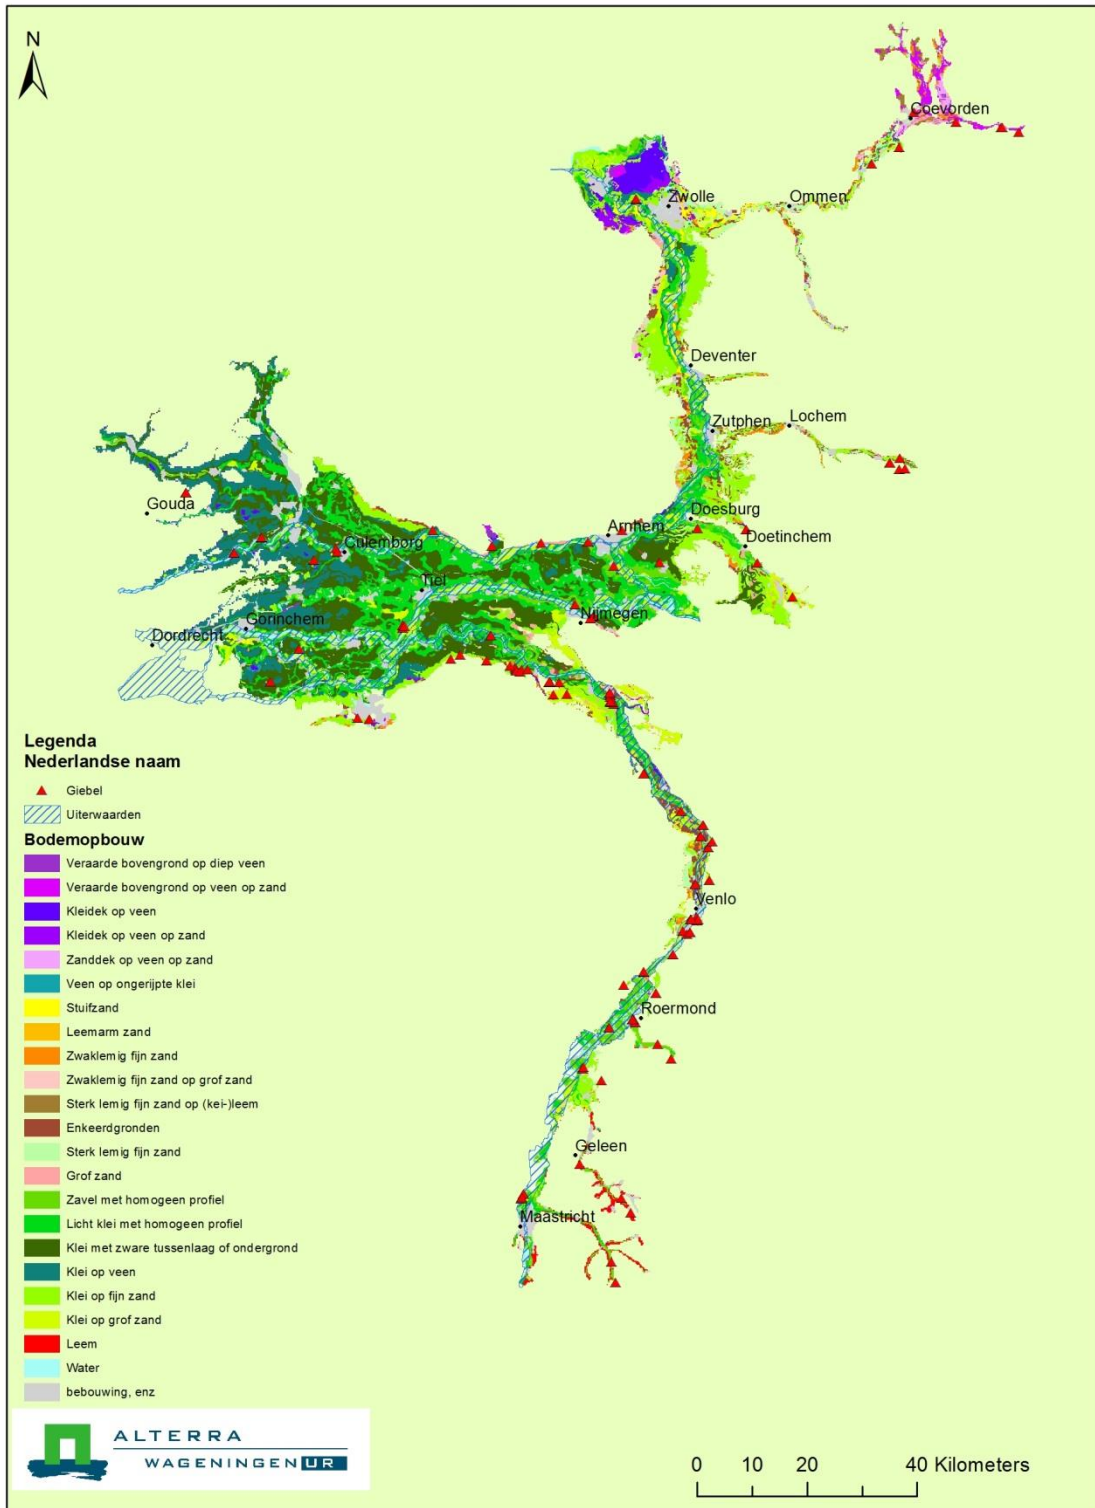 N
Coevorden
Zwolle
Ommen
Deventer
Zutphen
Lochem
Gouda
Doesburg
Arnhem
Doetinchem
Culemborg
Tiel
Nijmegen
Gorinchem
Dordrecht
Venlo
Roermond
Geleen
Maastricht
Legenda
Nederlandse naam
Giebel
Uiterwaarden
Bodemopbouw
Veraarde bovengrond op diep veen
Veraarde bovengrond op veen op zand
Kleidek op veen
Kleidek op veen op zand
Zanddek op veen op zand
Veen op ongerijpte klei
Stuifzand
Leemarm zand
Zwaklemig fijn zand
Zwaklemig fijn zand op grof zand
Sterk lemig fijn zand op (kei-)leem
Enkeerdgronden
Sterk lemig fijn zand
Grof zand
Zavel met homogeen profiel
Licht klei met homogeen profiel
Klei met zware tussenlaag of ondergrond
Klei op veen
Klei op fijn zand
Klei op grof zand
Leem
Water
bebouwing, enz
ALTERRA
WAGENINGEN UR
0 10 20 40 Kilometers